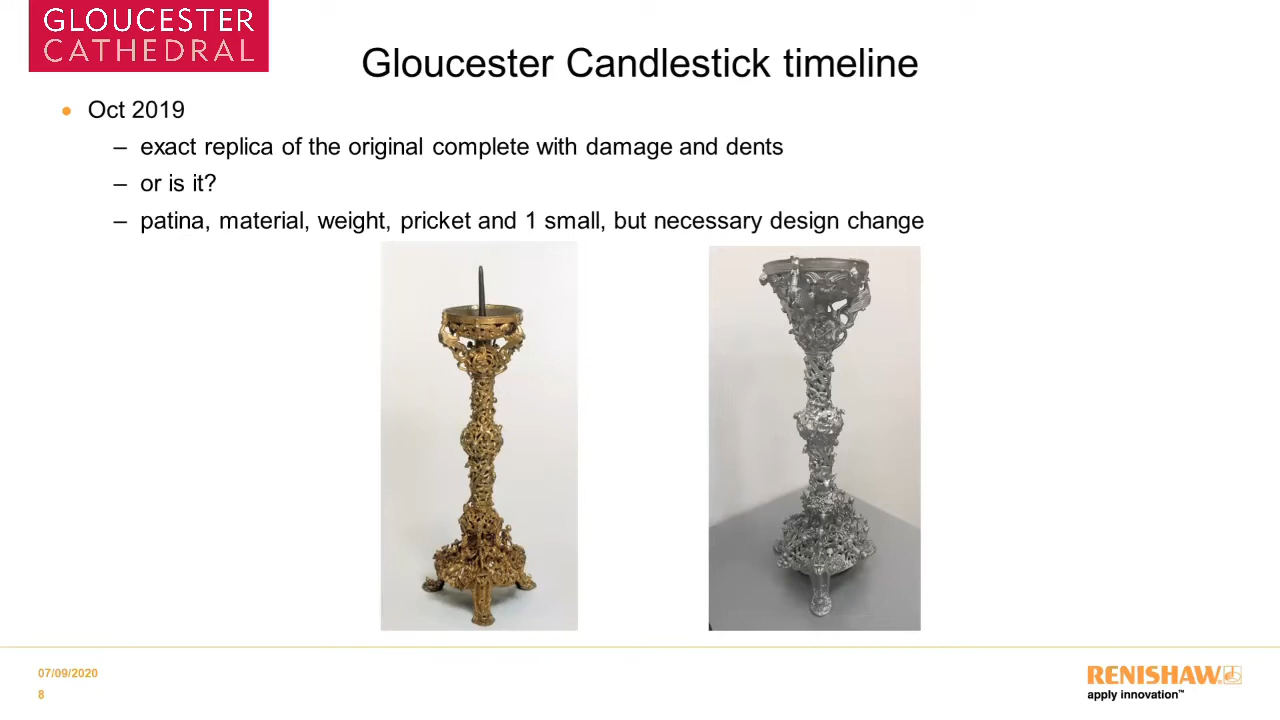 GLOUCESTER
CATHEDRAL
Gloucester Candlestick timeline
• Oct 2019
– exact replica of the original complete with damage and dents
– or is it?
– patina, material, weight, pricket and 1 small, but necessary design change
07/09/2020
8
RENISHAW
apply innovation™